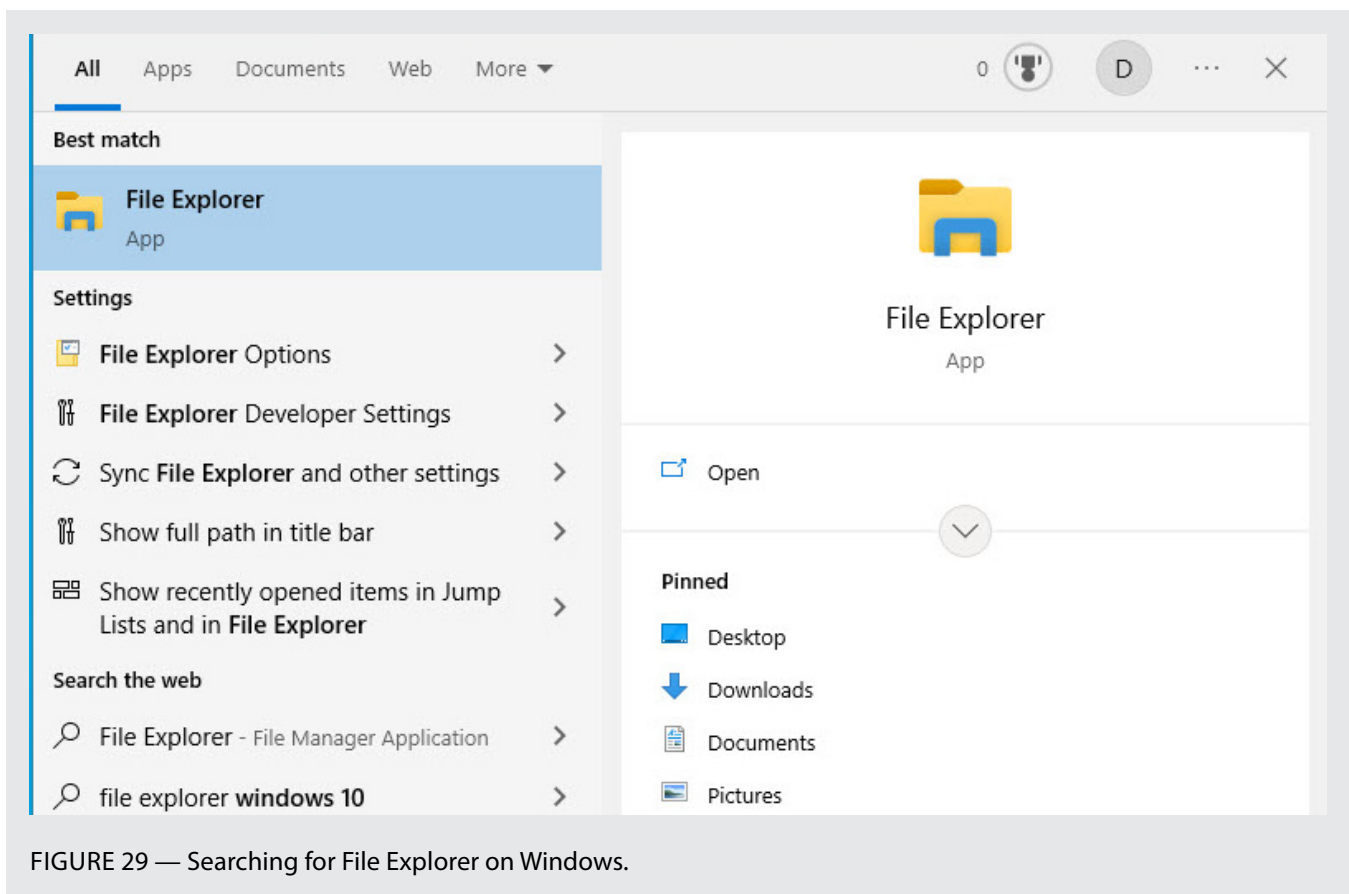 All Apps Documents Web More 0 D ...
Best match
File Explorer
App
Settings
File Explorer Options
File Explorer Developer Settings
Sync File Explorer and other settings
Show full path in title bar
Show recently opened items in Jump
Lists and in File Explorer
Search the web
File Explorer - File Manager Application
file explorer windows 10
File Explorer
App
Open
Pinned
Desktop
Downloads
Documents
Pictures
FIGURE 29 — Searching for File Explorer on Windows.